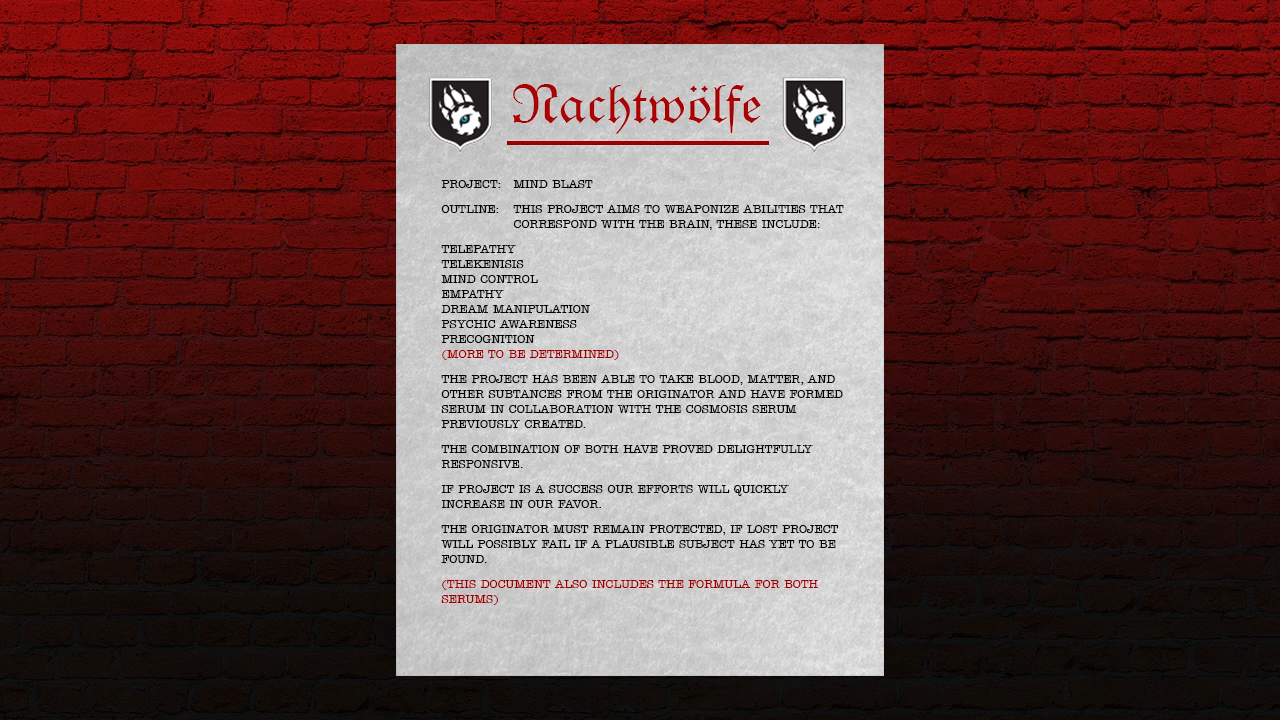 Nachtwölfe
PROJECT: MIND BLAST
OUTLINE: THIS PROJECT AIMS TO WEAPONIZE ABILITIES THAT
CORRESPOND WITH THE BRAIN, THESE INCLUDE:
TELEPATHY
TELEKENISIS
MIND CONTROL
EMPATHY
DREAM MANIPULATION
PSYCHIC AWARENESS
PRECOGNITION
(MORE TO BE DETERMINED)
THE PROJECT HAS BEEN ABLE TO TAKE BLOOD, MATTER, AND
OTHER SUBTANCES FROM THE ORIGINATOR AND HAVE FORMED
SERUM IN COLLABORATION WITH THE COSMOSIS SERUM
PREVIOUSLY CREATED.
THE COMBINATION OF BOTH HAVE PROVED DELIGHTFULLY
RESPONSIVE.
IF PROJECT IS A SUCCESS OUR EFFORTS WILL QUICKLY
INCREASE IN OUR FAVOR.
THE ORIGINATOR MUST REMAIN PROTECTED, IF LOST PROJECT
WILL POSSIBLY FAIL IF A PLAUSIBLE SUBJECT HAS YET TO BE
FOUND.
(THIS DOCUMENT ALSO INCLUDES THE FORMULA FOR BOTH
SERUMS)